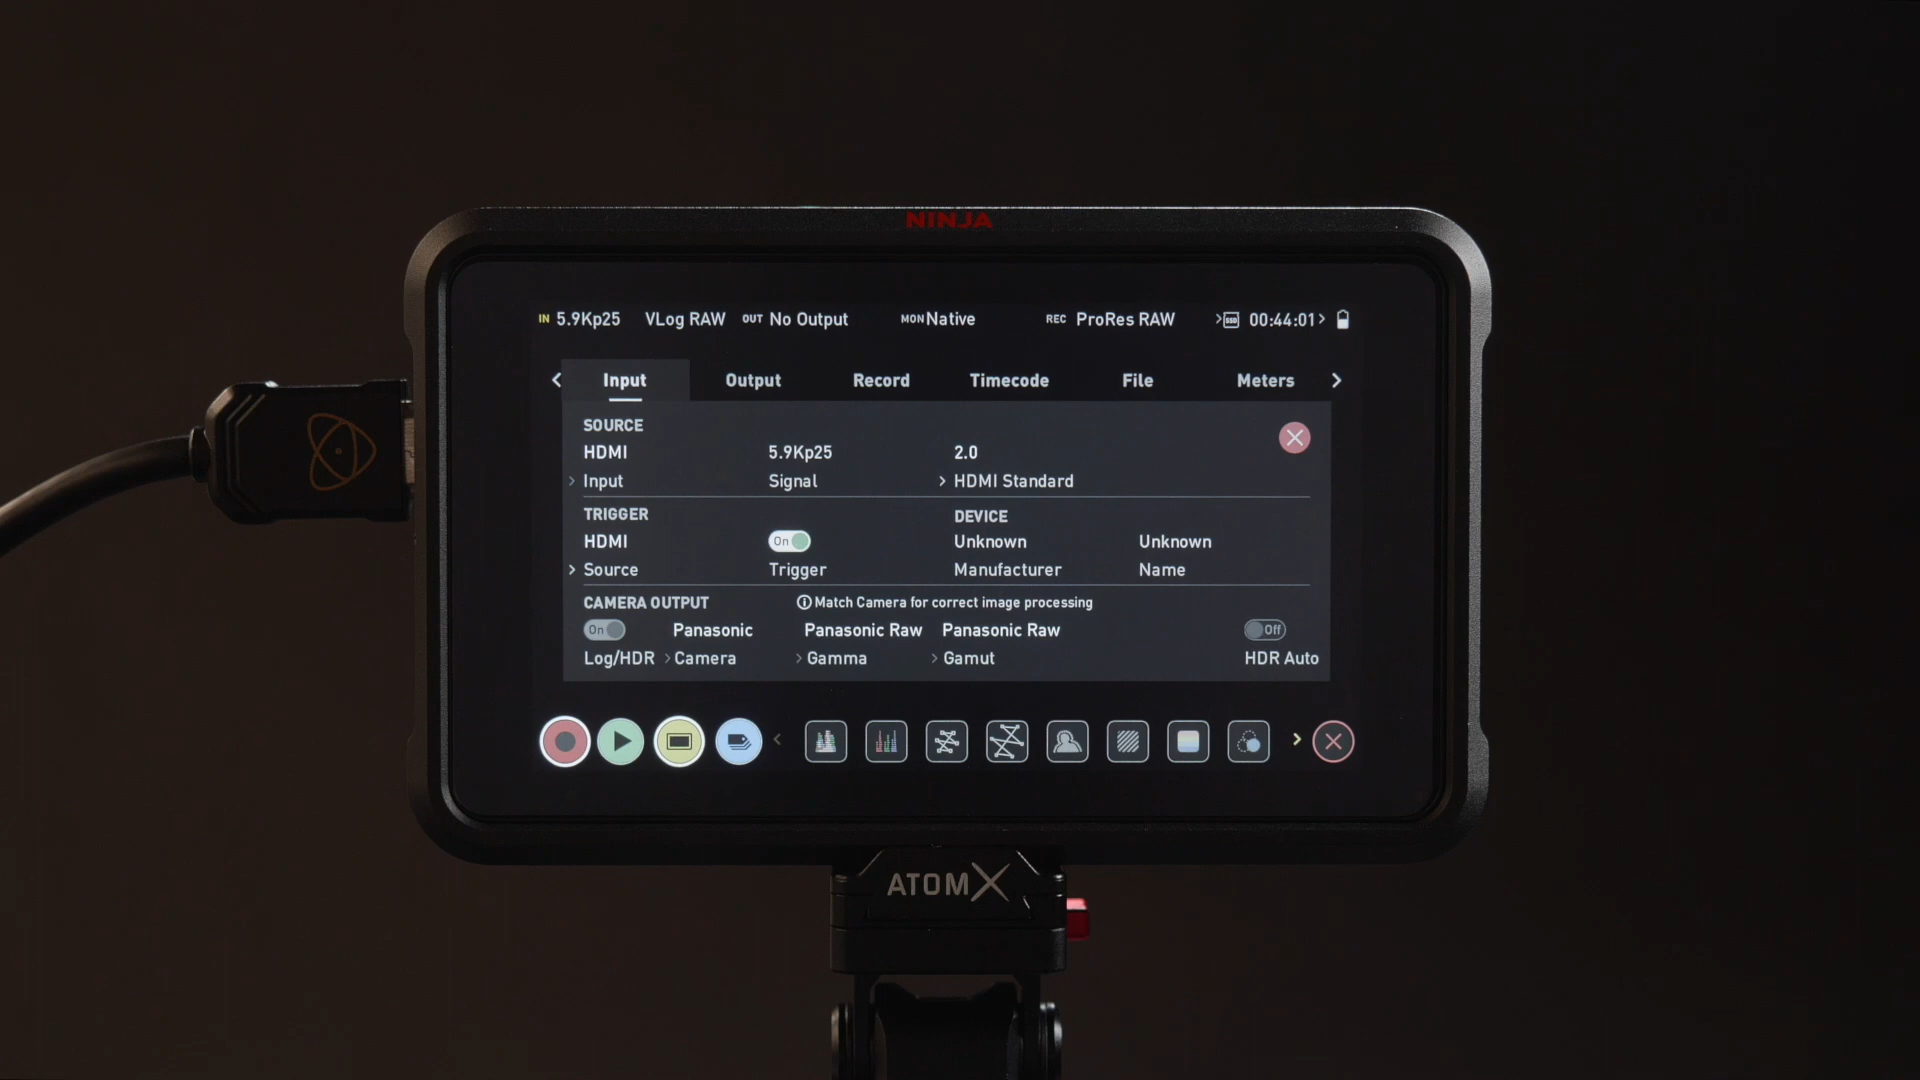 NINJA
IN 5.9Kp25 VLog RAW OUT No Output MON Native REC ProRes RAW SSD 00:44:01
Input Output Record Timecode File Meters
SOURCE
HDMI 5.9Kp25 2.0
Input Signal HDMI Standard
TRIGGER DEVICE
HDMI On Unknown Unknown
Source Trigger Manufacturer Name
CAMERA OUTPUT Match Camera for correct image processing
On Panasonic Panasonic Raw Panasonic Raw Off
Log/HDR Camera Gamma Gamut HDR Auto
ATOMX